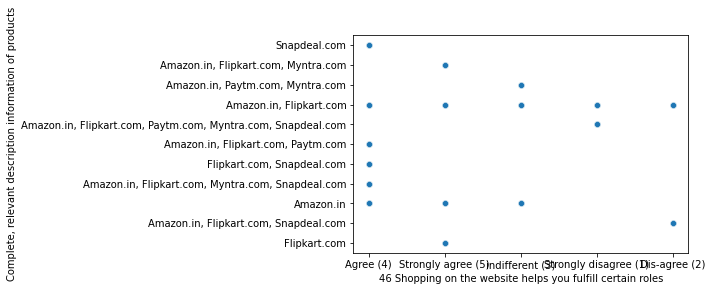 Complete, relevant description information of products
Snapdeal.com
Amazon.in, Flipkart.com, Myntra.com
Amazon.in, Paytm.com, Myntra.com
Amazon.in, Flipkart.com
Amazon.in, Flipkart.com, Paytm.com, Myntra.com, Snapdeal.com
Amazon.in, Flipkart.com, Paytm.com
Flipkart.com, Snapdeal.com
Amazon.in, Flipkart.com, Myntra.com, Snapdeal.com
Amazon.in
Amazon.in, Flipkart.com, Snapdeal.com
Flipkart.com
Agree (4) Strongly agree (5) indifferent (3) Strongly disagree (1) Dis-agree (2)
46 Shopping on the website helps you fulfill certain roles